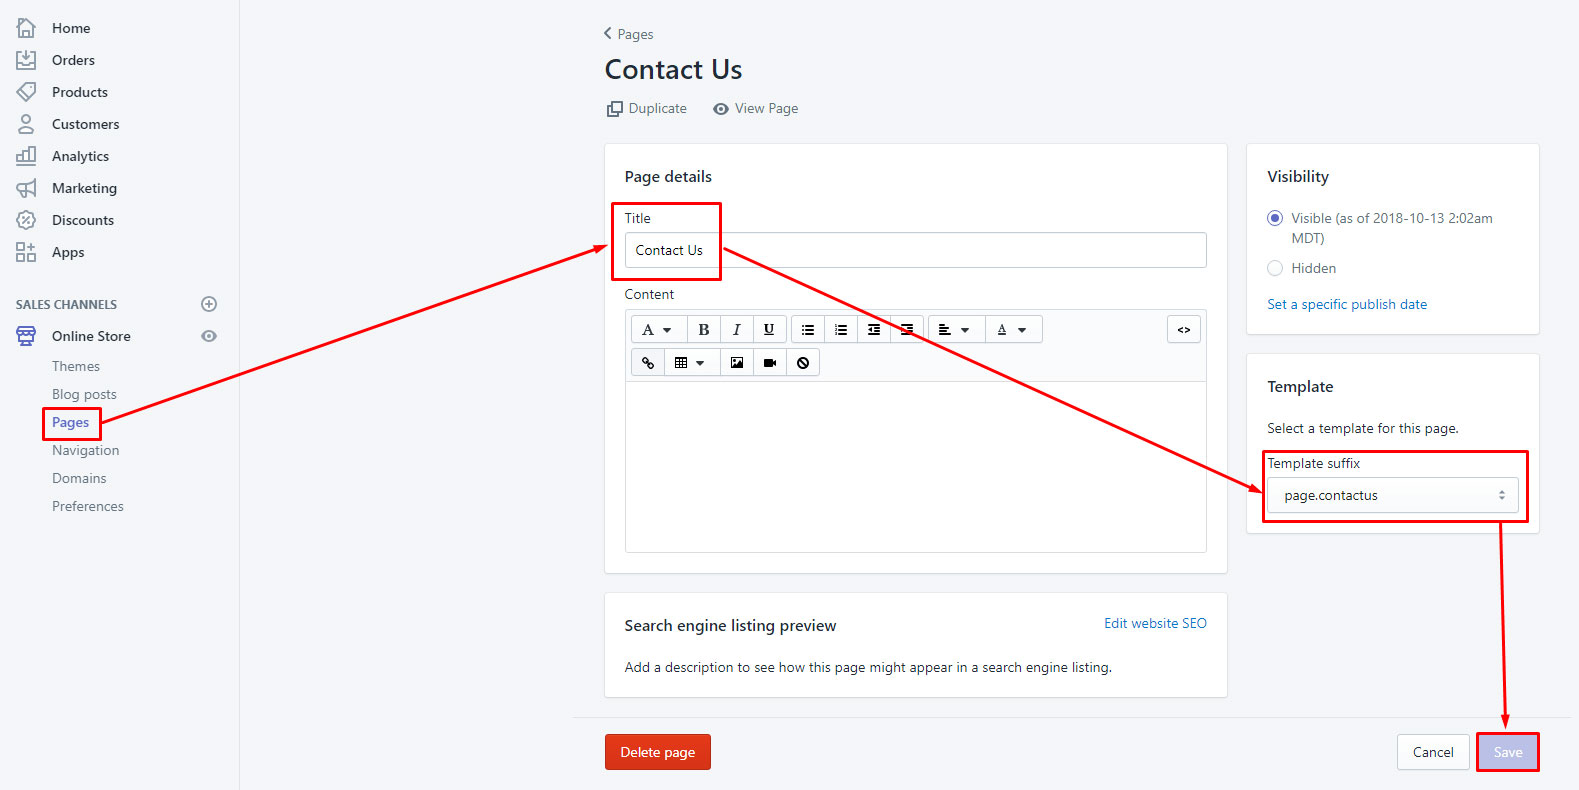 Home
Orders
Products
Customers
Analytics
Marketing
Discounts
Apps
SALES CHANNELS
Online Store
Themes
Blog posts
Pages
Navigation
Domains
Preferences
Pages
Contact Us
Duplicate View Page
Page details
Title
Contact Us
Content
A B I U A <>
Visibility
Visible (as of 2018-10-13 2:02am
MDT)
Hidden
Set a specific publish date
Template
Select a template for this page.
Template suffix
page.contactus
Search engine listing preview Edit website SEO
Add a description to see how this page might appear in a search engine listing.
Delete page Cancel Save